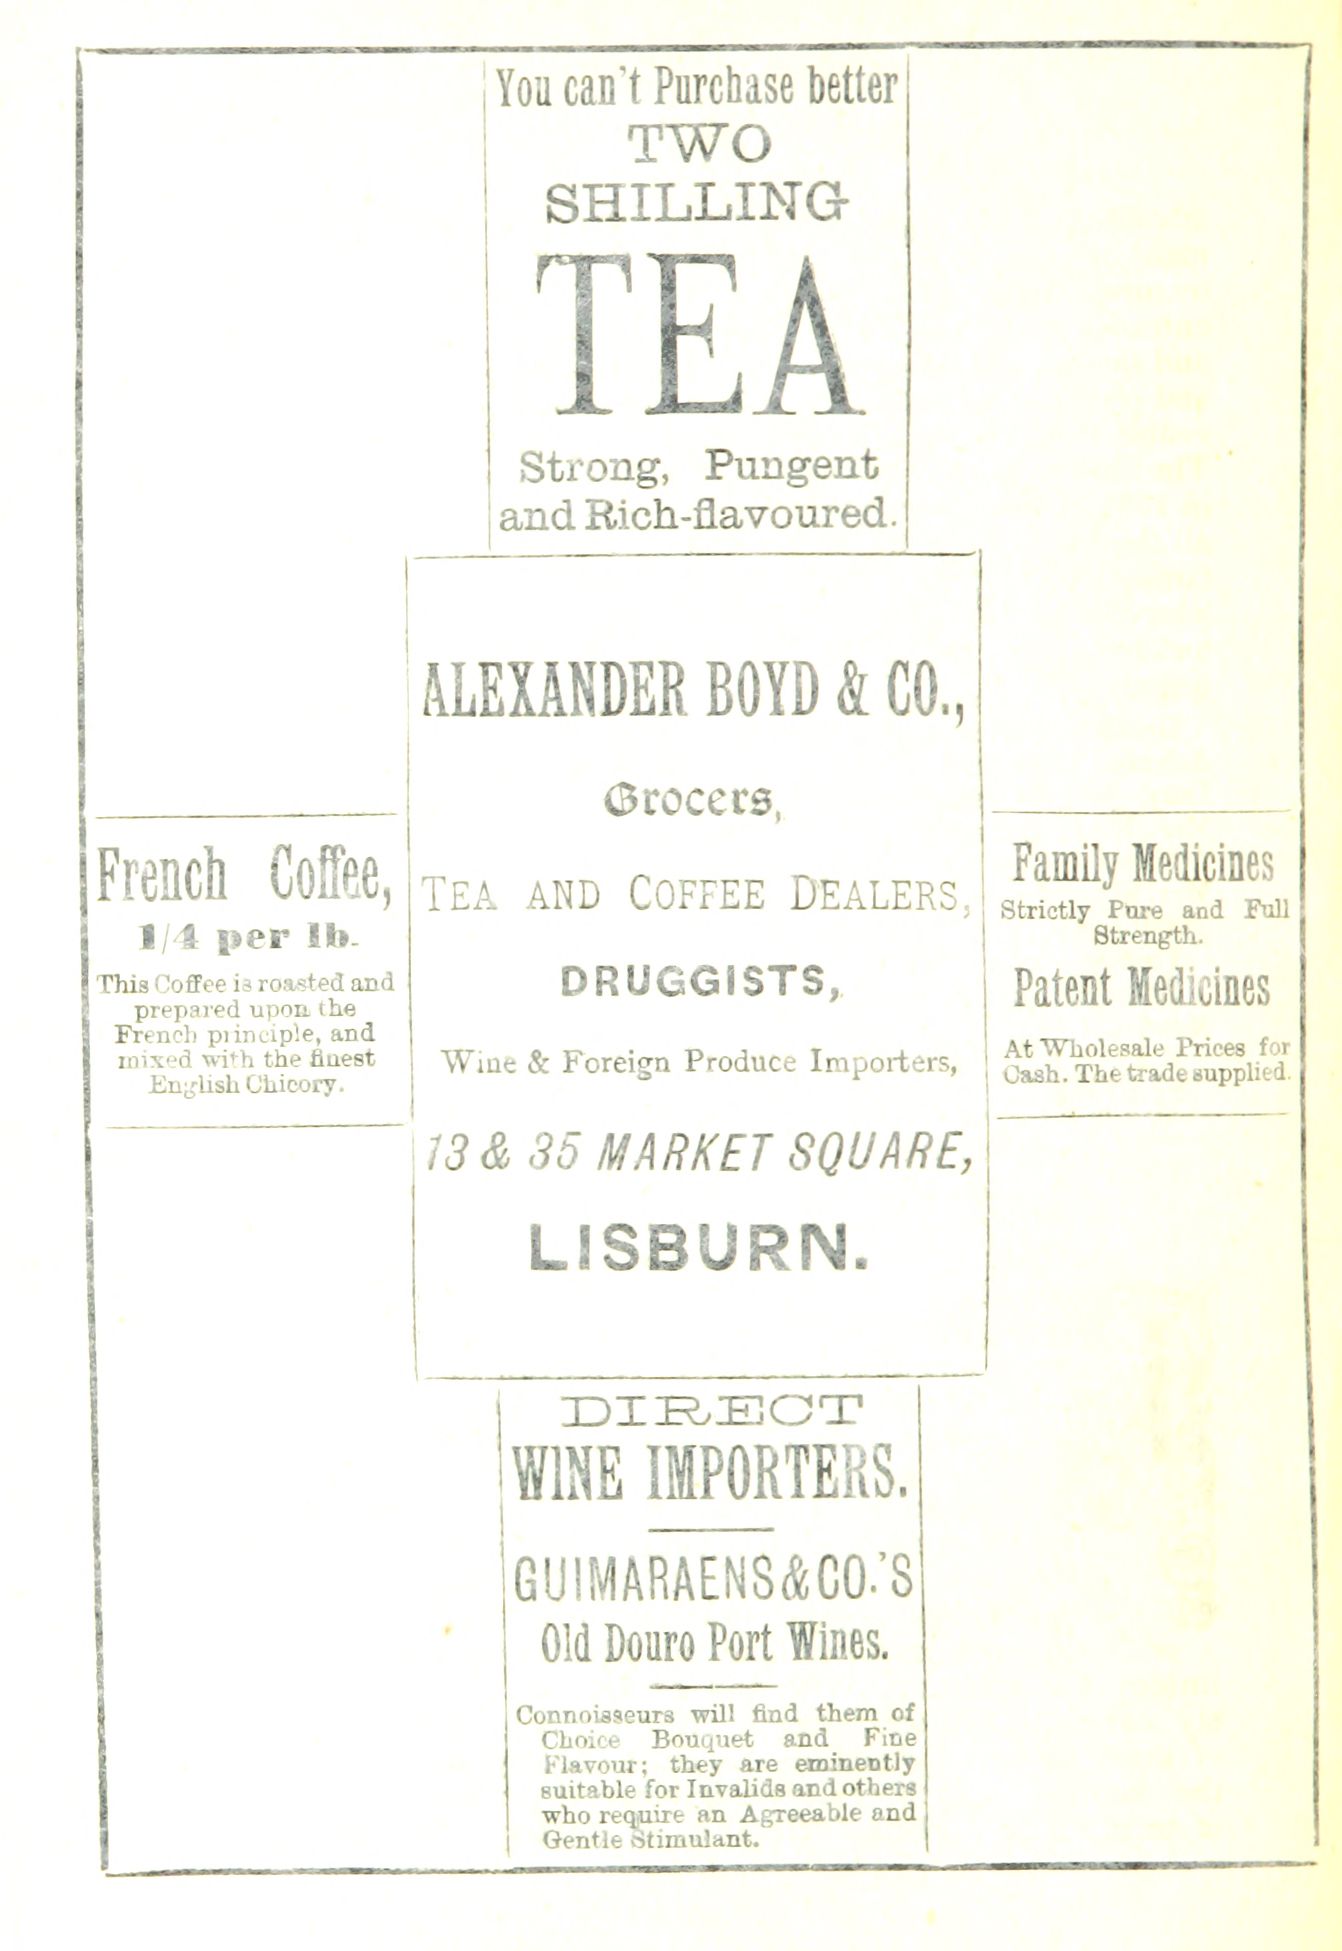 You can't Purchase better
TWO
SHILLING
TEA
Strong, Pungent
and Rich-flavoured.
ALEXANDER BOYD & CO.,
Grocers,
TEA AND COFFEE DEALERS,
DRUGGISTS,
Wine & Foreign Produce Importers,
13 & 35 MARKET SQUARE,
LISBURN.
French Coffee,
1/4 per lb.
This Coffee is roasted and
prepared upon the
French principle, and
mixed with the finest
English Chicory.
Family Medicines
Strictly Pure and Full
Strength.
Patent Medicines
At Wholesale Prices for
Cash. The trade supplied.
DIRECT
WINE IMPORTERS.
GUIMARAENS & CO.'S
Old Douro Port Wines.
Connoisseurs will find them of
Choice Bouquet and Fine
Flavour; they are eminently
suitable for Invalids and others
who require an Agreeable and
Gentle Stimulant.